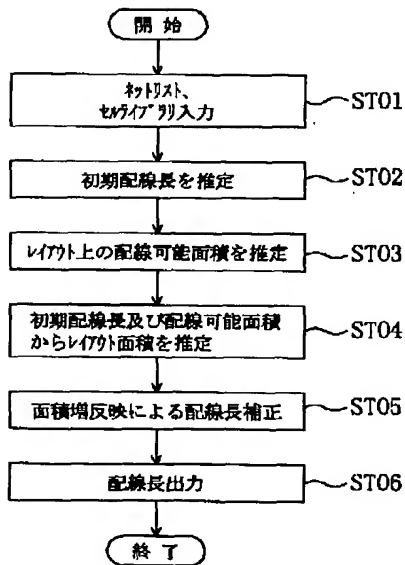 開始
ネットリスト、
セルライブラリ入力
ST01
初期配線長を推定
ST02
レイアウト上の配線可能面積を推定
ST03
初期配線長及び配線可能面積
からレイアウト面積を推定
ST04
面積増反映による配線長補正
ST05
配線長出力
ST06
終了